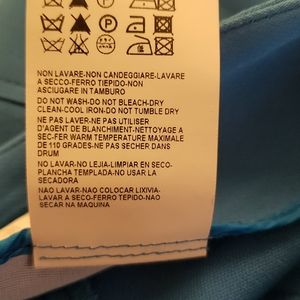 NON LAVARE-NON CANDEGGIARE-LAVARE
A SECCO-FERRO TIEPIDO-NON
ASCIUGARE IN TAMBURO
DO NOT WASH-DO NOT BLEACH-DRY
CLEAN-COOL IRON-DO NOT TUMBLE DRY
NE PAS LAVER-NE PAS UTILISER
D'AGENT DE BLANCHIMENT-NETTOYAGE A
SEC-FER WARM TEMPERATURE MAXIMALE
DE 110 GRADES-NE PAS SECHER DANS
DRUM
NO LAVAR-NO LEJIA-LIMPIAR EN SECO-
PLANCHA TEMPLADA-NO USAR LA
SECADORA
NAO LAVAR-NAO COLOCAR LIXIVIA-
LAVAR A SECO-FERRO TEPIDO-NAO
SECAR NA MAQUINA